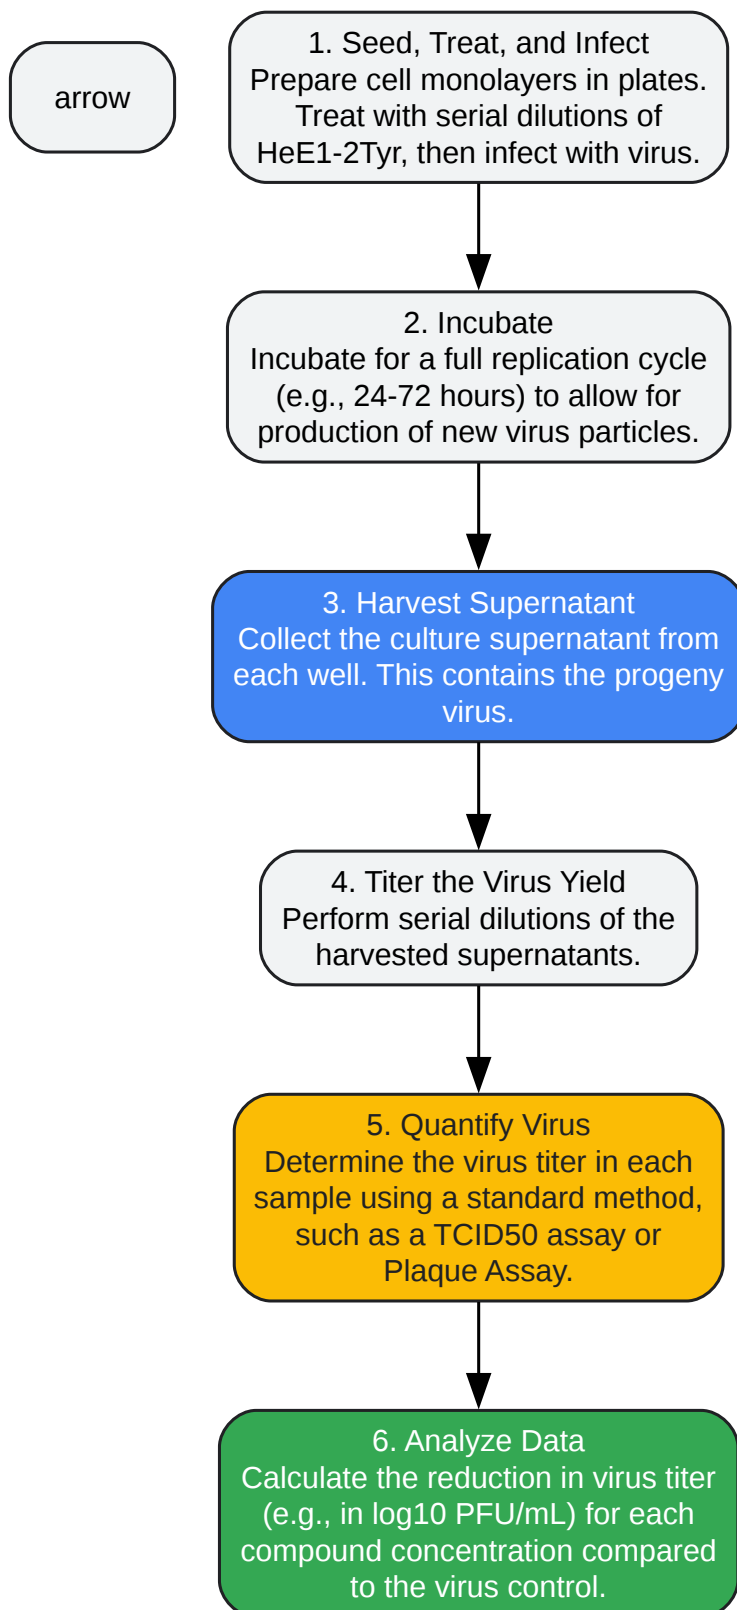 arrow
1. Seed, Treat, and Infect
Prepare cell monolayers in plates.
Treat with serial dilutions of
HeE1-2Tyr, then infect with virus.
2. Incubate
Incubate for a full replication cycle
(e.g., 24-72 hours) to allow for
production of new virus particles.
3. Harvest Supernatant
Collect the culture supernatant from
each well. This contains the progeny
virus.
4. Titer the Virus Yield
Perform serial dilutions of the
harvested supernatants.
5. Quantify Virus
Determine the virus titer in each
sample using a standard method,
such as a TCID50 assay or
Plaque Assay.
6. Analyze Data
Calculate the reduction in virus titer
(e.g., in log10 PFU/mL) for each
compound concentration compared
to the virus control.